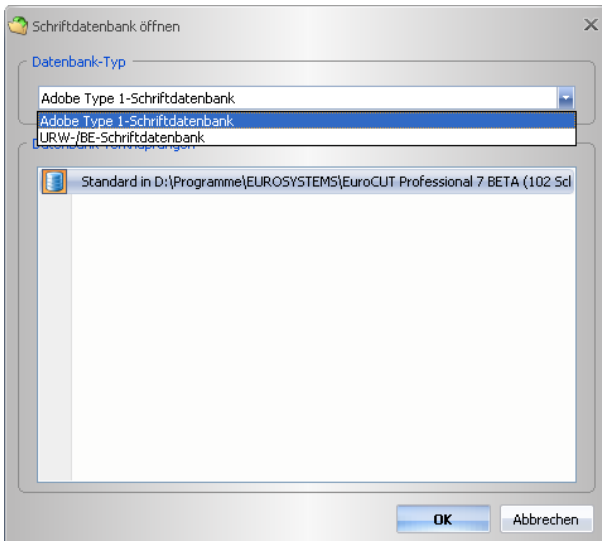 Schriftdatenbank öffnen
Datenbank-Typ
Adobe Type 1-Schriftdatenbank
Adobe Type 1-Schriftdatenbank
URW-/BE-Schriftdatenbank
Standard in D:\Programme\EUROSYSTEMS\EuroCUT Professional 7 BETA (102 Scl
OK
Abbrechen